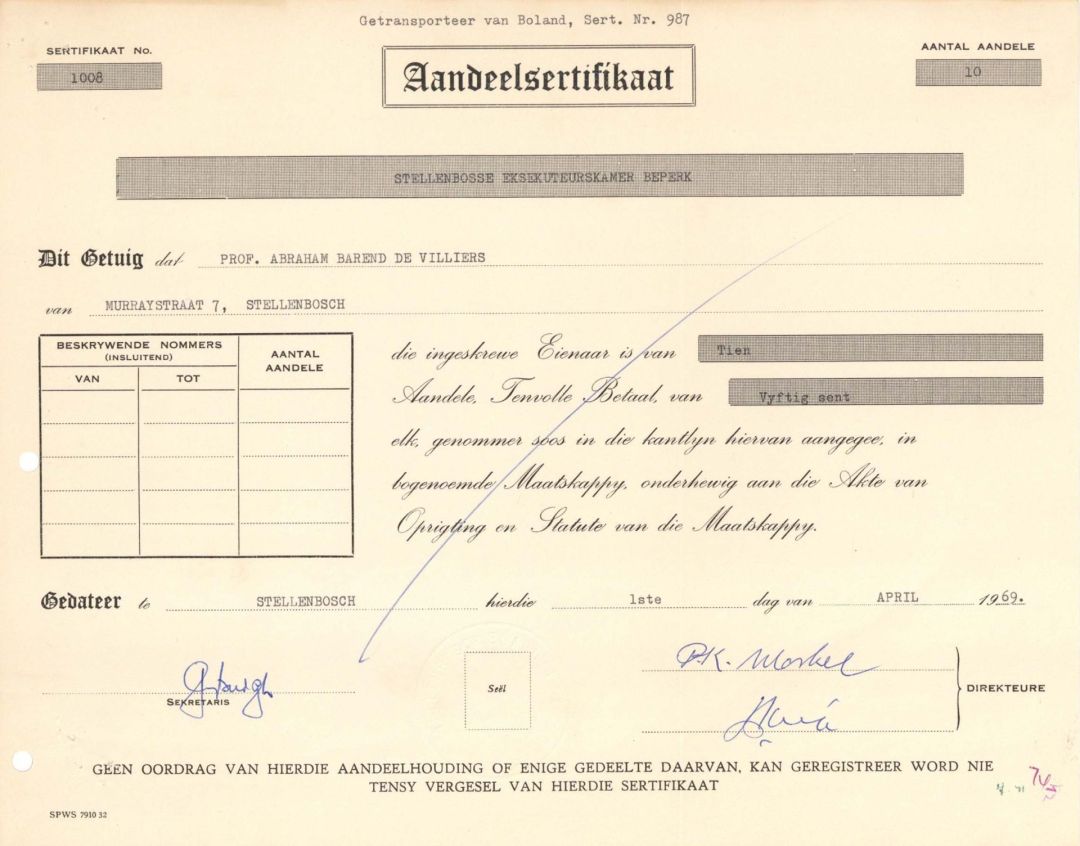 Getransporteer van Boland, Sert. Nr. 987
SERTIFIKAAT No.
1008
Aandeelsertifikaat
AANTAL AANDELE
10
STELLENBOSSE EKSEKUTEURSKAMER BEPERK
Dit Getuig dat PROF. ABRAHAM BAREND DE VILLIERS
van MURRAYSTRAAT 7, STELLENBOSCH
BESKRYWENDE NOMMERS
(INSLUITEND)
VAN TOT
AANTAL
AANDELE
die ingeskrewe Eienaar is van Tien
Aandele, Tenvolle Betaal, van Vyftig sent
elk, genommer soos in die kantlyn hiervan aangegee, in
bogenoemde Maatskappy, onderhewig aan die Akte van
Oprigting en Statute van die Maatskappy.
Gedateer te STELLENBOSCH hierdie 1ste dag van APRIL 1969.
SEKRETARIS
Seël
P.K. Morkel
DIREKTEURE
GEEN OORDRAG VAN HIERDIE AANDEELHOUDING OF ENIGE GEDEELTE DAARVAN, KAN GEREGISTREER WORD NIE
TENSY VERGESEL VAN HIERDIE SERTIFIKAAT
SPWS 7910 32